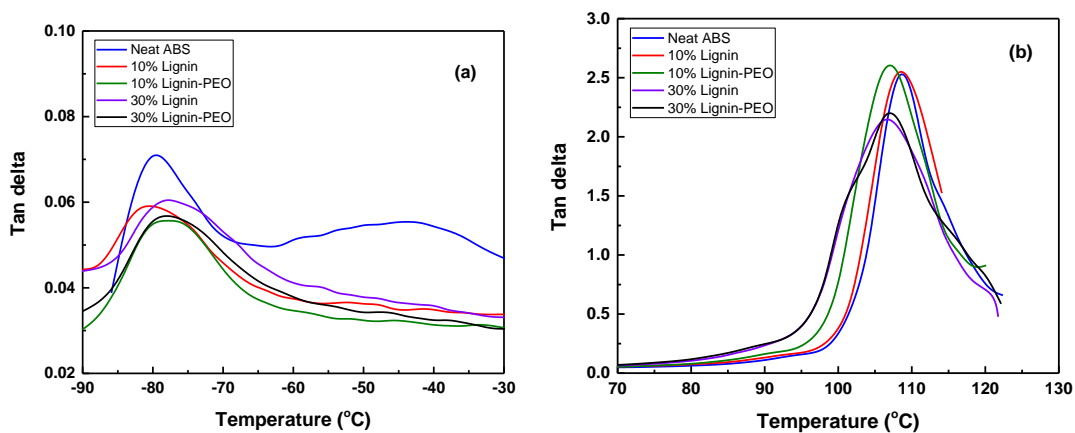 0.10
0.08
0.06
0.04
0.02
Tan delta
Neat ABS
10% Lignin
10% Lignin-PEO
30% Lignin
30% Lignin-PEO
(a)
-90 -80 -70 -60 -50 -40 -30
Temperature (°C)
3.0
2.5
2.0
1.5
1.0
0.5
0.0
Tan delta
Neat ABS
10% Lignin
10% Lignin-PEO
30% Lignin
30% Lignin-PEO
(b)
70 80 90 100 110 120 130
Temperature (°C)